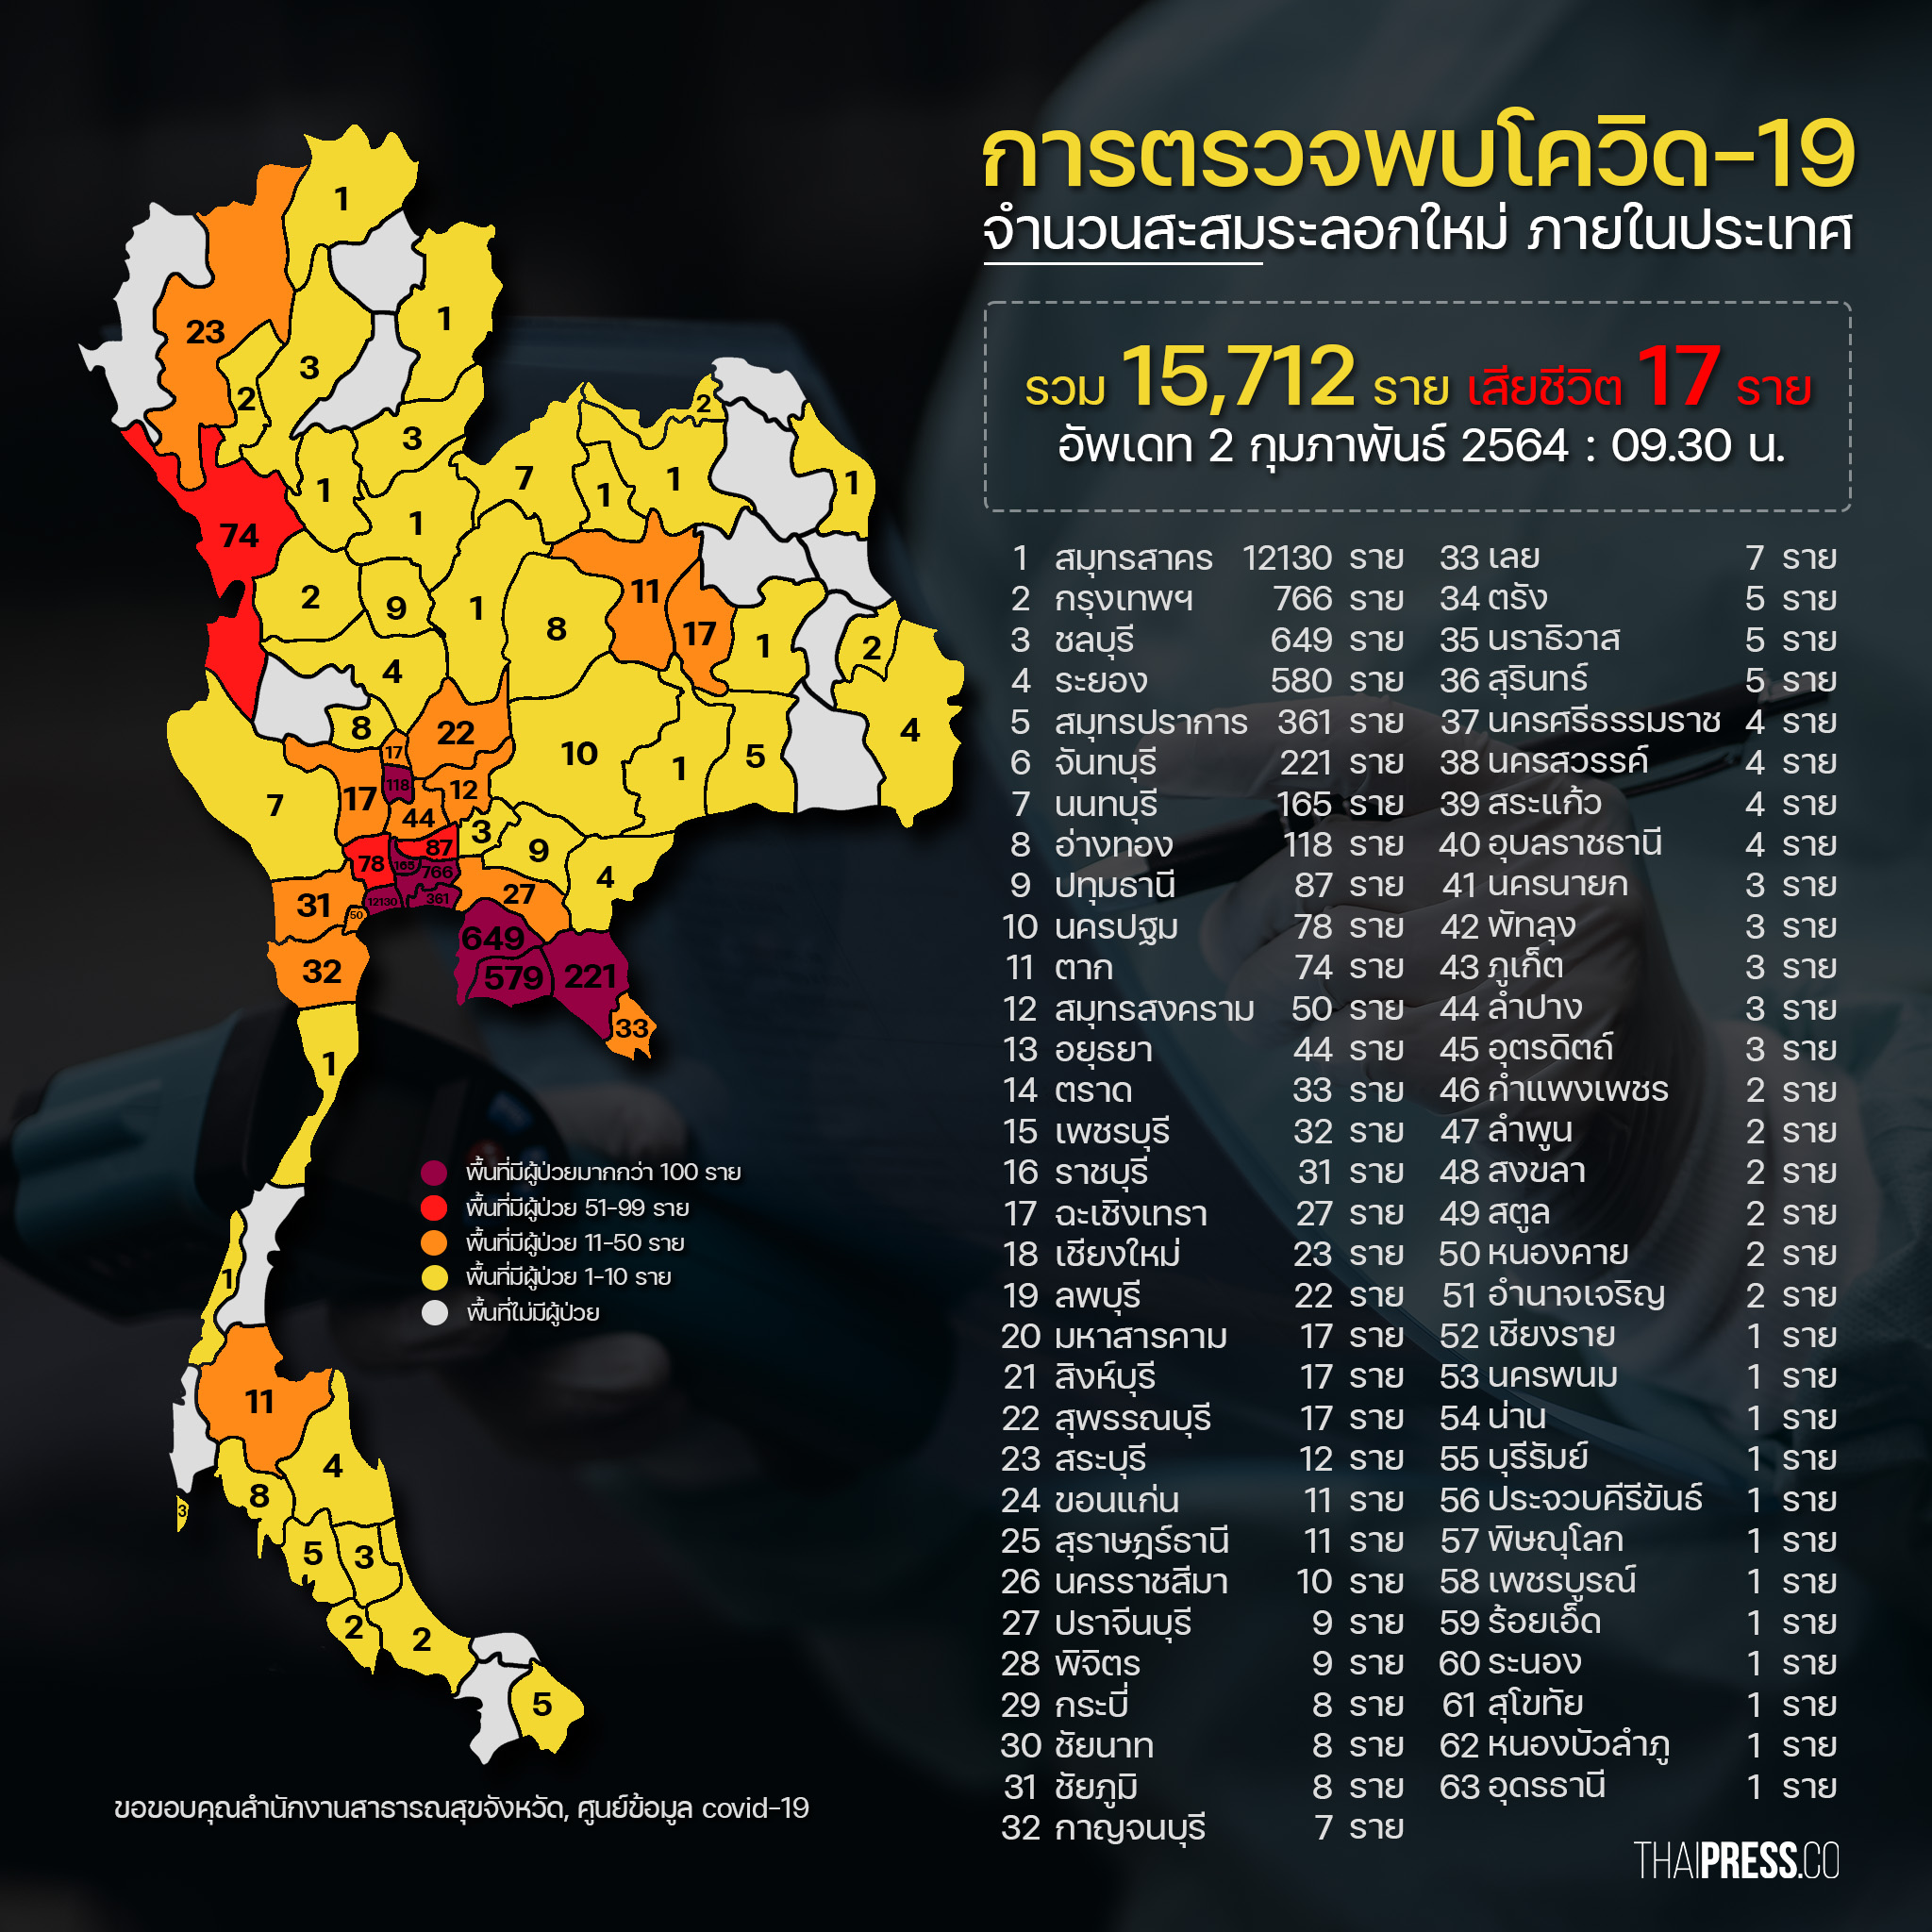 การตรวจพบโควิด-19
จำนวนสะสมระลอกใหม่ ภายในประเทศ
รวม 15,712 ราย เสียชีวิต 17 ราย
อัพเดท 2 กุมภาพันธ์ 2564 : 09.30 น.
1 สมุทรสาคร 12130 ราย
2 กรุงเทพฯ 766 ราย
3 ชลบุรี 649 ราย
4 ระยอง 580 ราย
5 สมุทรปราการ 361 ราย
6 จันทบุรี 221 ราย
7 นนทบุรี 165 ราย
8 อ่างทอง 118 ราย
9 ปทุมธานี 87 ราย
10 นครปฐม 78 ราย
11 ตาก 74 ราย
12 สมุทรสงคราม 50 ราย
13 อยุธยา 44 ราย
14 ตราด 33 ราย
15 เพชรบุรี 32 ราย
16 ราชบุรี 31 ราย
17 ฉะเชิงเทรา 27 ราย
18 เชียงใหม่ 23 ราย
19 ลพบุรี 22 ราย
20 มหาสารคาม 17 ราย
21 สิงห์บุรี 17 ราย
22 สุพรรณบุรี 17 ราย
23 สระบุรี 12 ราย
24 ขอนแก่น 11 ราย
25 สุราษฎร์ธานี 11 ราย
26 นครราชสีมา 10 ราย
27 ปราจีนบุรี 9 ราย
28 พิจิตร 9 ราย
29 กระบี่ 8 ราย
30 ชัยนาท 8 ราย
31 ชัยภูมิ 8 ราย
32 กาญจนบุรี 7 ราย
33 เลย 7 ราย
34 ตรัง 5 ราย
35 นราธิวาส 5 ราย
36 สุรินทร์ 5 ราย
37 นครศรีธรรมราช 4 ราย
38 นครสวรรค์ 4 ราย
39 สระแก้ว 4 ราย
40 อุบลราชธานี 4 ราย
41 นครนายก 3 ราย
42 พัทลุง 3 ราย
43 ภูเก็ต 3 ราย
44 ลำปาง 3 ราย
45 อุตรดิตถ์ 3 ราย
46 กำแพงเพชร 2 ราย
47 ลำพูน 2 ราย
48 สงขลา 2 ราย
49 สตูล 2 ราย
50 หนองคาย 2 ราย
51 อำนาจเจริญ 2 ราย
52 เชียงราย 1 ราย
53 นครพนม 1 ราย
54 น่าน 1 ราย
55 บุรีรัมย์ 1 ราย
56 ประจวบคีรีขันธ์ 1 ราย
57 พิษณุโลก 1 ราย
58 เพชรบูรณ์ 1 ราย
59 ร้อยเอ็ด 1 ราย
60 ระนอง 1 ราย
61 สุโขทัย 1 ราย
62 หนองบัวลำภู 1 ราย
63 อุดรธานี 1 ราย
1
23
1
3
2
2
3
7
1
1
1
1
1
74
1
2
9
1
8
11
17
1
2
4
8
22
17
10
1
5
4
7
17
118
12
44
3
9
4
78
87
165
766
31
50
12130
361
27
649
579
221
32
33
1
1
11
4
8
3
5
3
2
2
5
พื้นที่มีผู้ป่วยมากกว่า 100 ราย
พื้นที่มีผู้ป่วย 51-99 ราย
พื้นที่มีผู้ป่วย 11-50 ราย
พื้นที่มีผู้ป่วย 1-10 ราย
พื้นที่ไม่มีผู้ป่วย
ขอขอบคุณสำนักงานสาธารณสุขจังหวัด, ศูนย์ข้อมูล covid-19
THAIPRESS.CO